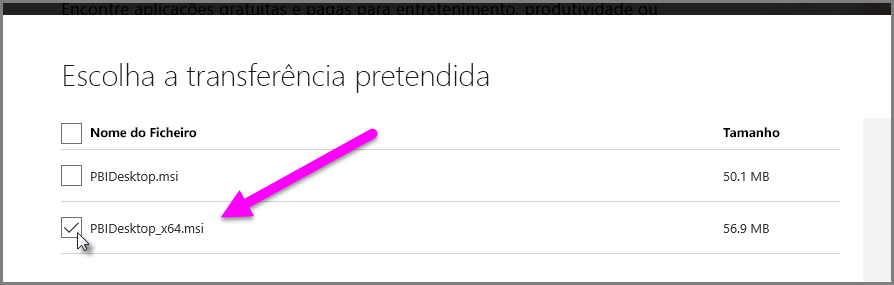 Encontre aplicações gratuitas e pagas para entretenimento, produtividade ou
Escolha a transferência pretendida
Nome do Ficheiro Tamanho
PBIDesktop.msi 50.1 MB
PBIDesktop_x64.msi 56.9 MB